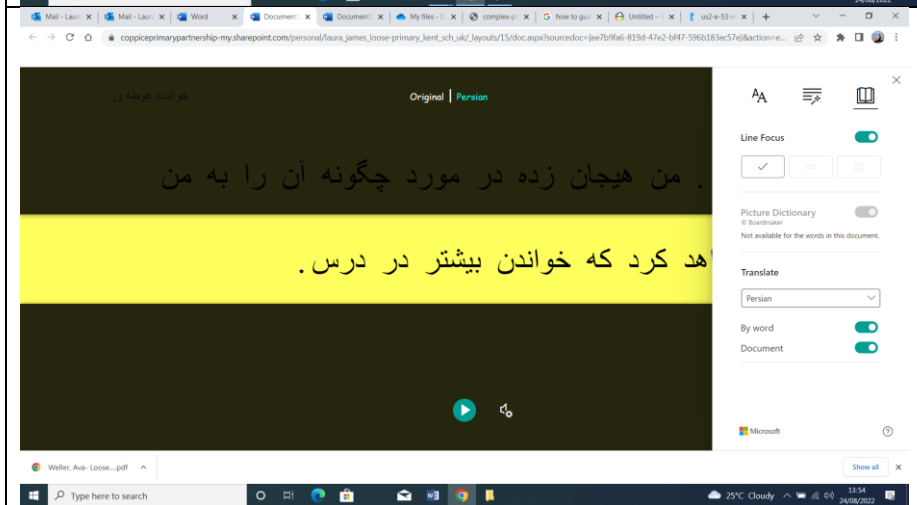 24/08/2022
Mail - Laur
Mail - Laur
Word
Document
Document
My files - O
complex-p
how to gu
Untitled -
us2-e-53-
coppiceprimarypartnership-my.sharepoint.com/personal/laura_james_loose-primary_kent_sch_uk/_layouts/15/doc.aspx?sourcedoc={ee7b9fa6-819d-47e2-bf47-596b183ec57e}&action=e...
خواننده غوطه ور
Original | Persian
. من هیجان زده در مورد چگونه آن را به من
اهد کرد که خواندن بیشتر در درس.
Line Focus
Picture Dictionary
© Boardmaker
Not available for the words in this document.
Translate
Persian
By word
Document
Microsoft
Weller, Ava- Loose....pdf
Show all
Type here to search
25°C Cloudy
13:54
24/08/2022